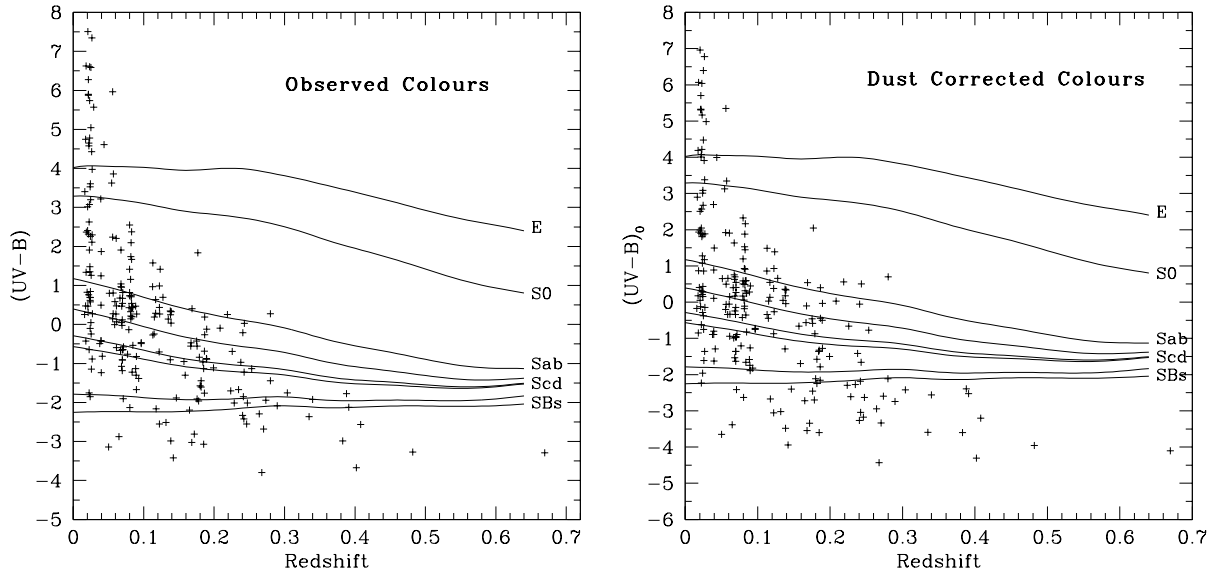 8
7
6
5
4
3
2
1
0
−1
−2
−3
−4
−5
(UV−B)
Observed Colours
E
S0
Sab
Scd
SBs
0
0.1
0.2
0.3
0.4
0.5
0.6
0.7
Redshift
8
7
6
5
4
3
2
1
0
−1
−2
−3
−4
−5
−6
(UV−B)₀
Dust Corrected Colours
E
S0
Sab
Scd
SBs
0
0.1
0.2
0.3
0.4
0.5
0.6
0.7
Redshift